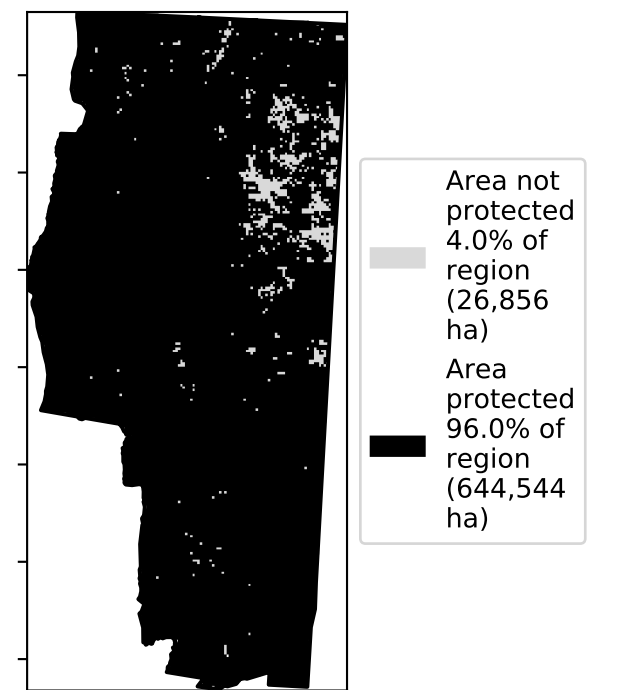 Area not
protected
4.0% of
region
(26,856
ha)
Area
protected
96.0% of
region
(644,544
ha)